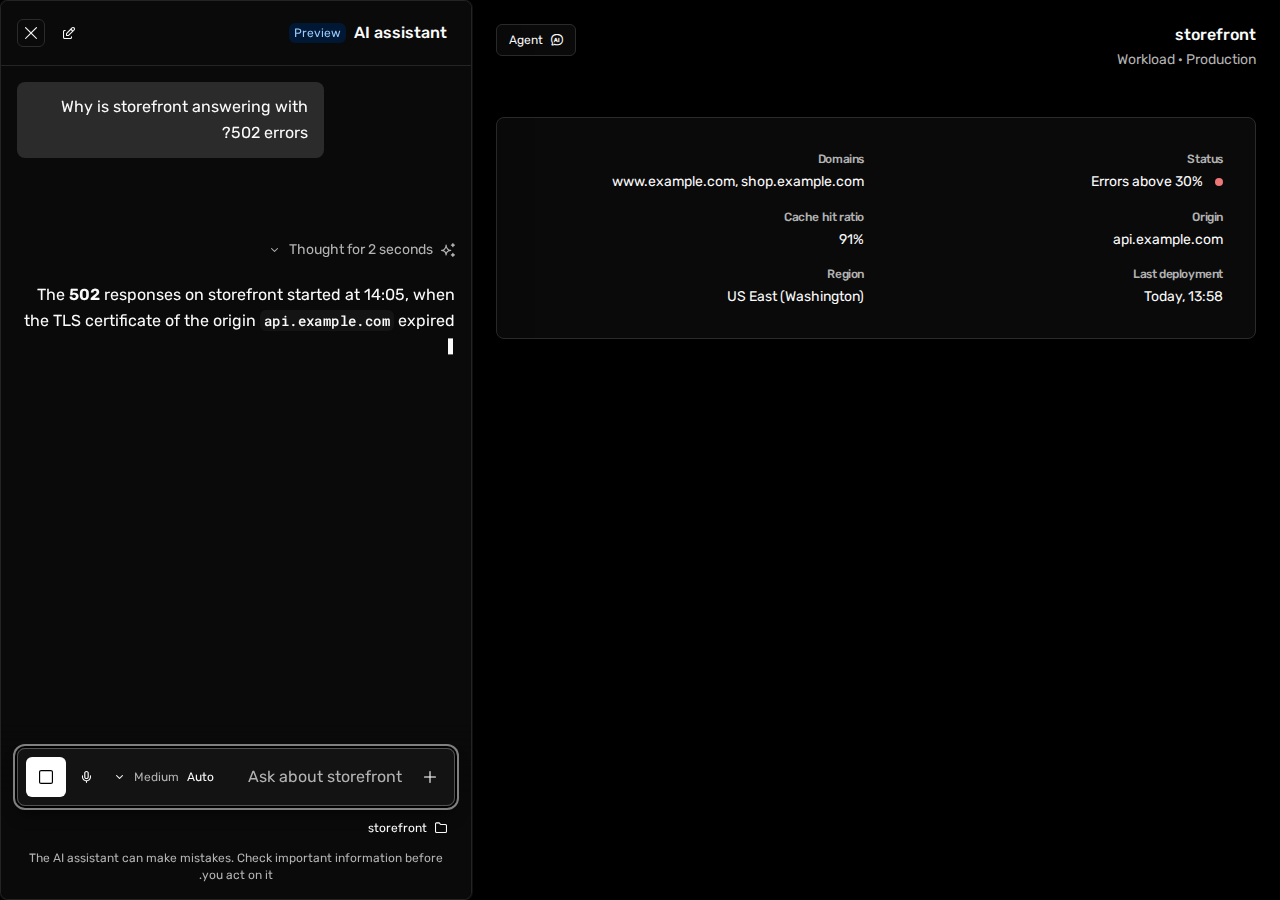 AI assistant
Preview
Why is storefront answering with
502 errors?
Thought for 2 seconds
The 502 responses on storefront started at 14:05, when
the TLS certificate of the origin api.example.com expired
Ask about storefront
Auto
Medium
storefront
The AI assistant can make mistakes. Check important information before
you act on it.
storefront
Workload • Production
AI
Agent
Status
Errors above 30%
Domains
www.example.com, shop.example.com
Origin
api.example.com
Cache hit ratio
91%
Last deployment
Today, 13:58
Region
US East (Washington)